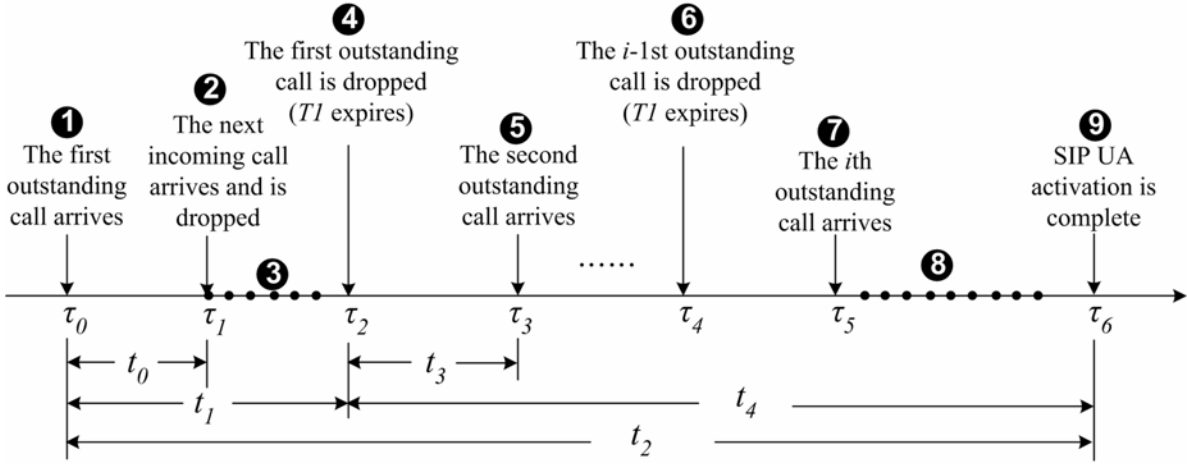 1
The first
outstanding
call arrives
2
The next
incoming call
arrives and is
dropped
3
4
The first outstanding
call is dropped
(T1 expires)
5
The second
outstanding
call arrives
......
6
The i-1st outstanding
call is dropped
(T1 expires)
7
The ith
outstanding
call arrives
8
9
SIP UA
activation is
complete
τ0 τ1 τ2 τ3 τ4 τ5 τ6
t0 t3
t1 t4
t2